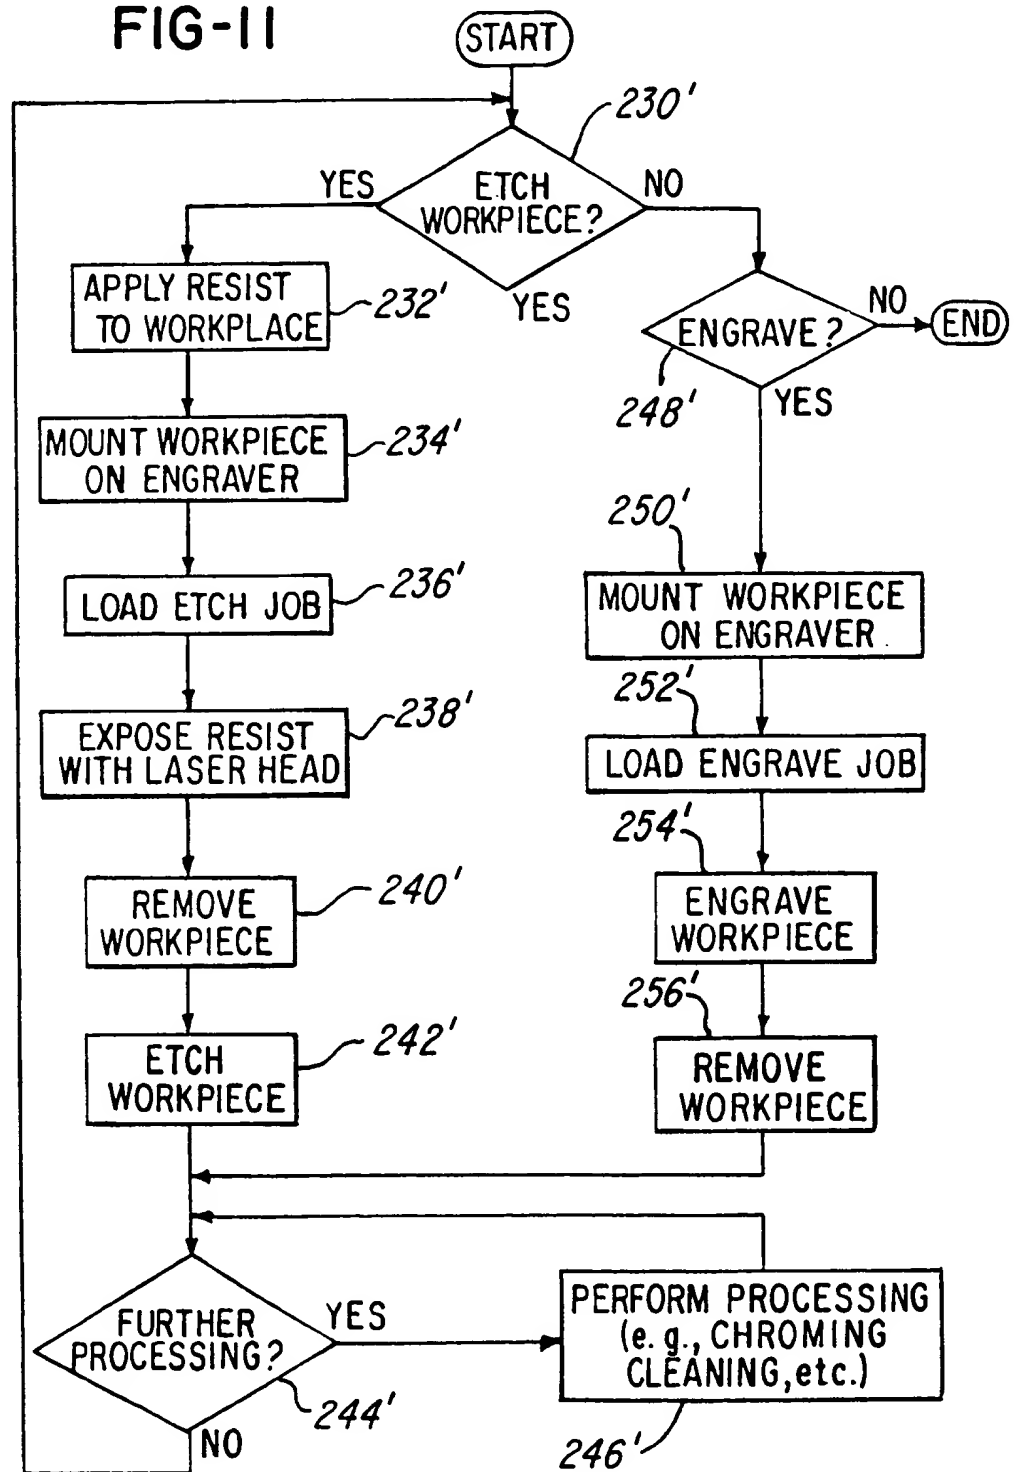 FIG-11
START
230'
YES
ETCH
WORKPIECE?
NO
YES
APPLY RESIST
TO WORKPLACE
232'
ENGRAVE?
NO
END
248'
YES
MOUNT WORKPIECE
ON ENGRAVER
234'
250'
MOUNT WORKPIECE
ON ENGRAVER
LOAD ETCH JOB
236'
252'
LOAD ENGRAVE JOB
EXPOSE RESIST
WITH LASER HEAD
238'
254'
ENGRAVE
WORKPIECE
REMOVE
WORKPIECE
240'
256'
REMOVE
WORKPIECE
ETCH
WORKPIECE
242'
FURTHER
PROCESSING?
YES
244'
NO
PERFORM PROCESSING
(e.g., CHROMING
CLEANING, etc.)
246'